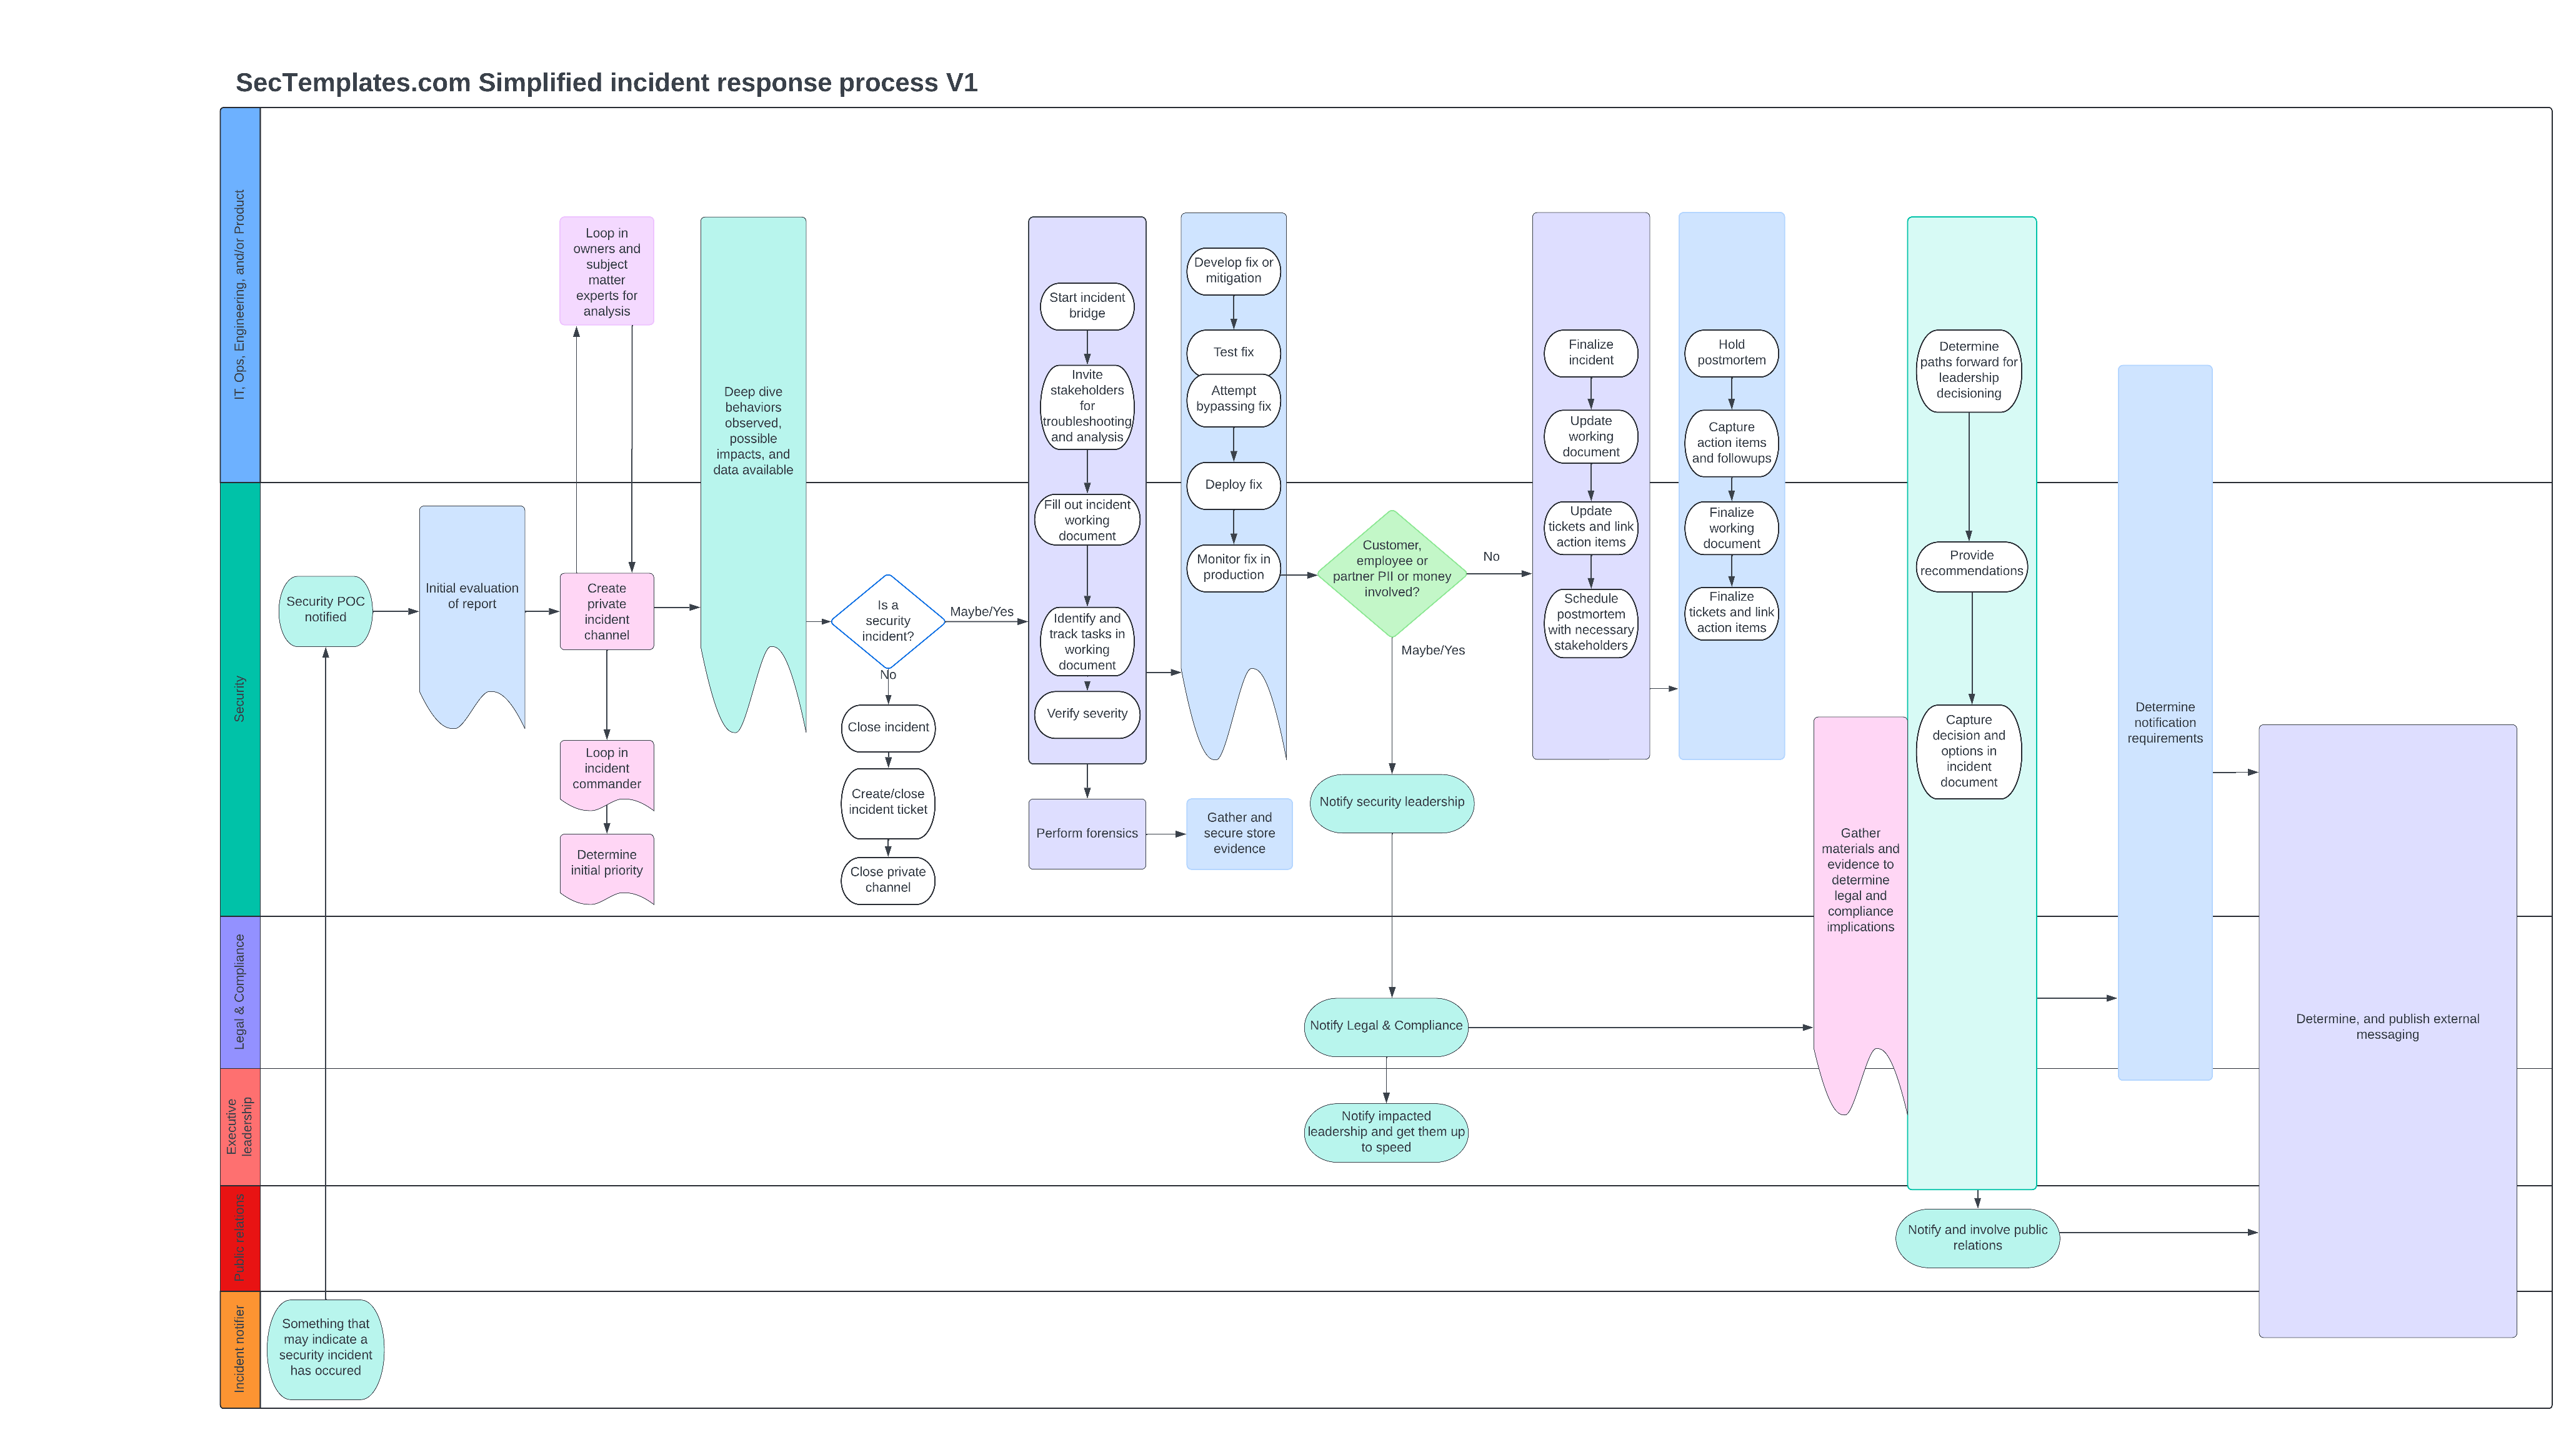 SecTemplates.com Simplified incident response process V1
IT, Ops, Engineering, and/or Product
Security
Legal & Compliance
Executive
leadership
Public relations
Incident notifier
Something that
may indicate a
security incident
has occured
Security POC
notified
Initial evaluation
of report
Loop in
owners and
subject
matter
experts for
analysis
Create
private
incident
channel
Loop in
incident
commander
Determine
initial priority
Deep dive
behaviors
observed,
possible
impacts, and
data available
Is a
security
incident?
Maybe/Yes
No
Close incident
Create/close
incident ticket
Close private
channel
Start incident
bridge
Invite
stakeholders
for
troubleshooting
and analysis
Fill out incident
working
document
Identify and
track tasks in
working
document
Verify severity
Perform forensics
Gather and
secure store
evidence
Develop fix or
mitigation
Test fix
Attempt
bypassing fix
Deploy fix
Monitor fix in
production
Customer,
employee or
partner PII or money
involved?
No
Maybe/Yes
Notify security leadership
Notify Legal & Compliance
Notify impacted
leadership and get them up
to speed
Finalize
incident
Update
working
document
Update
tickets and link
action items
Schedule
postmortem
with necessary
stakeholders
Hold
postmortem
Capture
action items
and followups
Finalize
working
document
Finalize
tickets and link
action items
Gather
materials and
evidence to
determine
legal and
compliance
implications
Determine
paths forward for
leadership
decisioning
Provide
recommendations
Capture
decision and
options in
incident
document
Notify and involve public
relations
Determine
notification
requirements
Determine, and publish external
messaging